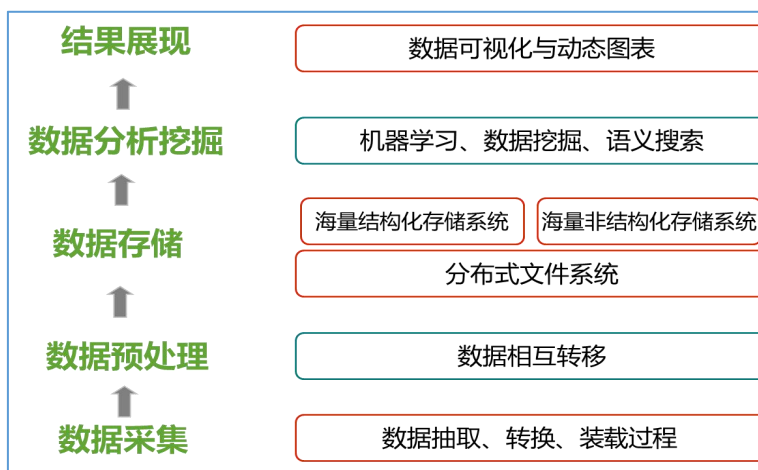 结果展现
数据可视化与动态图表
数据分析挖掘
机器学习、数据挖掘、语义搜索
数据存储
海量结构化存储系统
海量非结构化存储系统
分布式文件系统
数据预处理
数据相互转移
数据采集
数据抽取、转换、装载过程